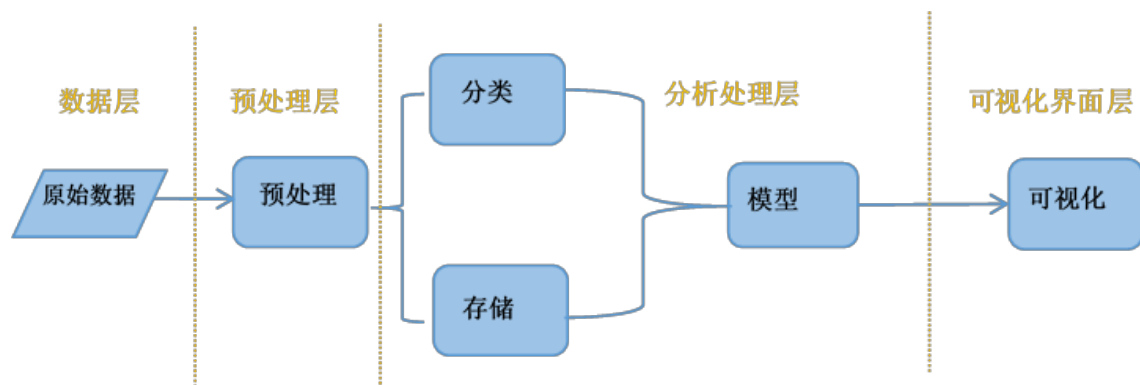 数据层
预处理层
分析处理层
可视化界面层
原始数据
预处理
分类
存储
模型
可视化